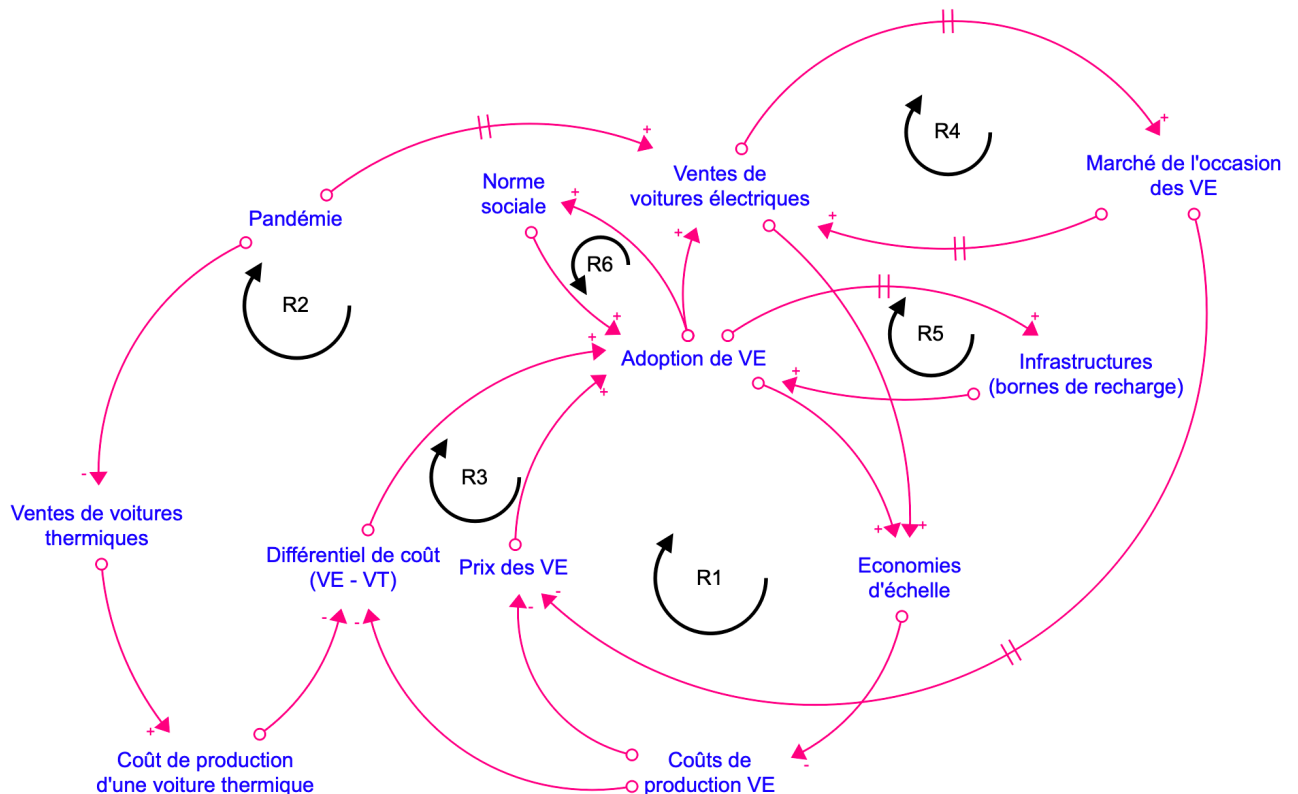 R4
Marché de l'occasion
des VE
Ventes de
voitures électriques
Norme
sociale
Pandémie
R6
R2
R5
Adoption de VE
Infrastructures
(bornes de recharge)
R3
Ventes de voitures
thermiques
Différentiel de coût
(VE - VT)
Prix des VE
R1
Economies
d'échelle
Coût de production
d'une voiture thermique
Coûts de
production VE